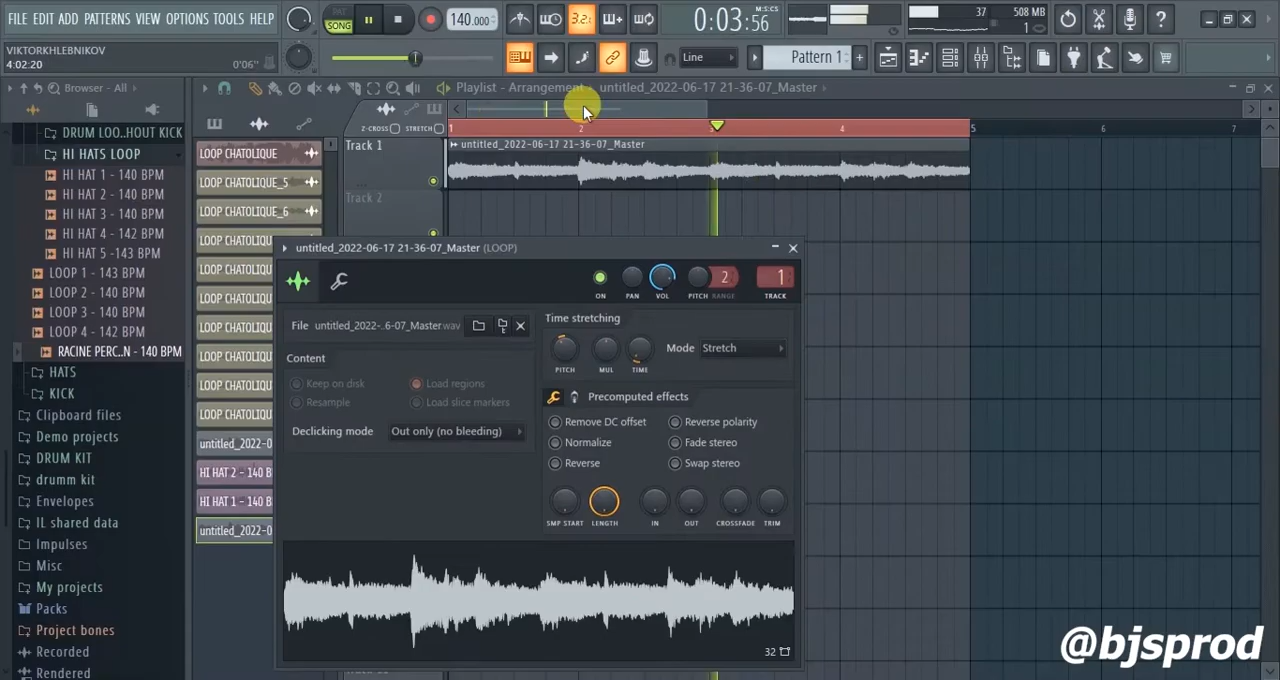 FILE EDIT ADD PATTERNS VIEW OPTIONS TOOLS HELP
PAT
SONG
140.000
3.2:
0:03:56
M:S:CS
37
508 MB
1
VIKTORKHLEBNIKOV
4:02:20
0'06"
Line
Pattern 1
Browser - All
Playlist - Arrangement
untitled_2022-06-17 21-36-07_Master
Z-CROSS
STRETCH
1
2
3
4
5
6
7
DRUM LOO..HOUT KICK
HI HATS LOOP
HI HAT 1 - 140 BPM
HI HAT 2 - 140 BPM
HI HAT 3 - 140 BPM
HI HAT 4 - 142 BPM
HI HAT 5 -143 BPM
LOOP 1 - 143 BPM
LOOP 2 - 140 BPM
LOOP 3 - 140 BPM
LOOP 4 - 142 BPM
RACINE PERC..N - 140 BPM
HATS
KICK
Clipboard files
Demo projects
DRUM KIT
drum kit
Envelopes
IL shared data
Impulses
Misc
My projects
Packs
Project bones
Recorded
Rendered
LOOP CHATOLIQUE
LOOP CHATOLIQUE_5
LOOP CHATOLIQUE_6
LOOP CHATOLIQU
LOOP CHATOLIQU
LOOP CHATOLIQU
LOOP CHATOLIQU
LOOP CHATOLIQU
LOOP CHATOLIQU
LOOP CHATOLIQU
untitled_2022-0
HI HAT 2 - 140 B
HI HAT 1 - 140 B
untitled_2022-0
Track 1
untitled_2022-06-17 21-36-07_Master
Track 2
untitled_2022-06-17 21-36-07_Master (LOOP)
ON
PAN
VOL
PITCH
2
RANGE
1
TRACK
File
untitled_2022-..6-07_Master.wav
Time stretching
PITCH
MUL
TIME
Mode
Stretch
Content
Keep on disk
Load regions
Resample
Load slice markers
Declicking mode
Out only (no bleeding)
Precomputed effects
Remove DC offset
Reverse polarity
Normalize
Fade stereo
Reverse
Swap stereo
SMP START
LENGTH
IN
OUT
CROSSFADE
TRIM
32
@bjsprod